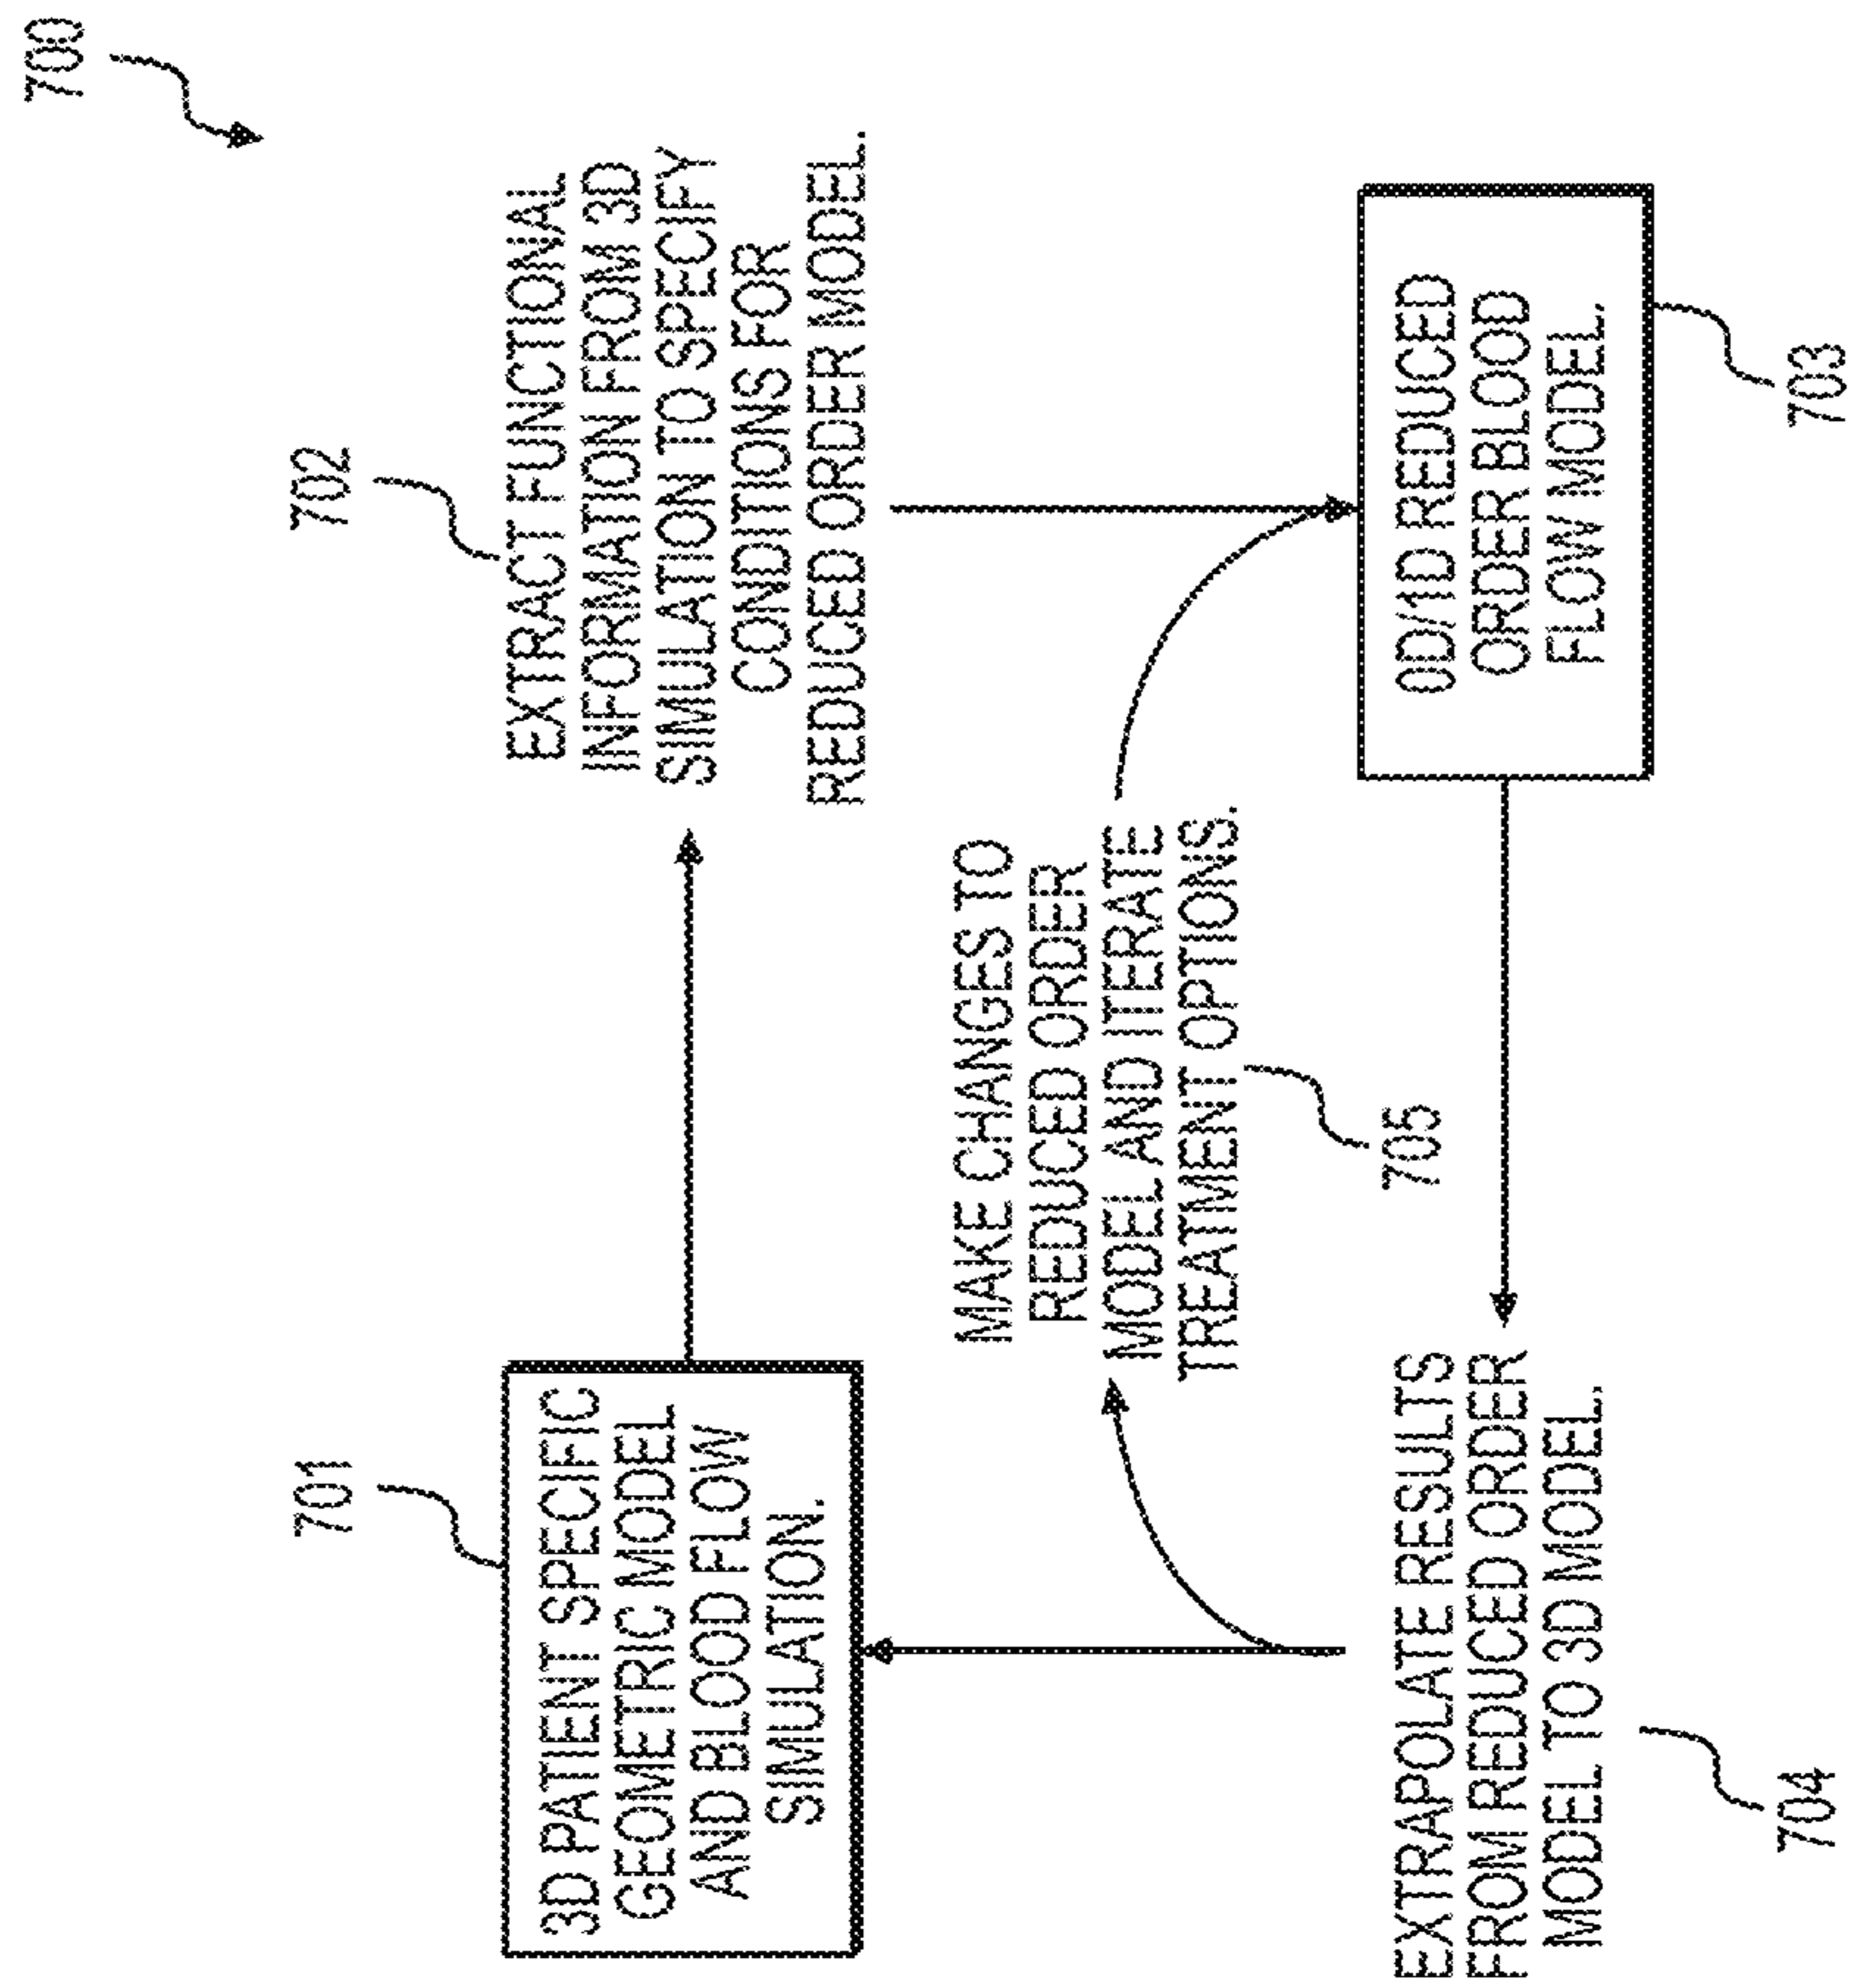 700
701
3D PATIENT SPECIFIC
GEOMETRIC MODEL
AND BLOOD FLOW
SIMULATION.
702
EXTRACT FUNCTIONAL
INFORMATION FROM 3D
SIMULATION TO SPECIFY
CONDITIONS FOR
REDUCED ORDER MODEL.
MAKE CHANGES TO
REDUCED ORDER
MODEL AND ITERATE
TREATMENT OPTIONS.
705
EXTRAPOLATE RESULTS
FROM REDUCED ORDER
MODEL TO 3D MODEL.
704
0D/1D REDUCED
ORDER BLOOD
FLOW MODEL.
703